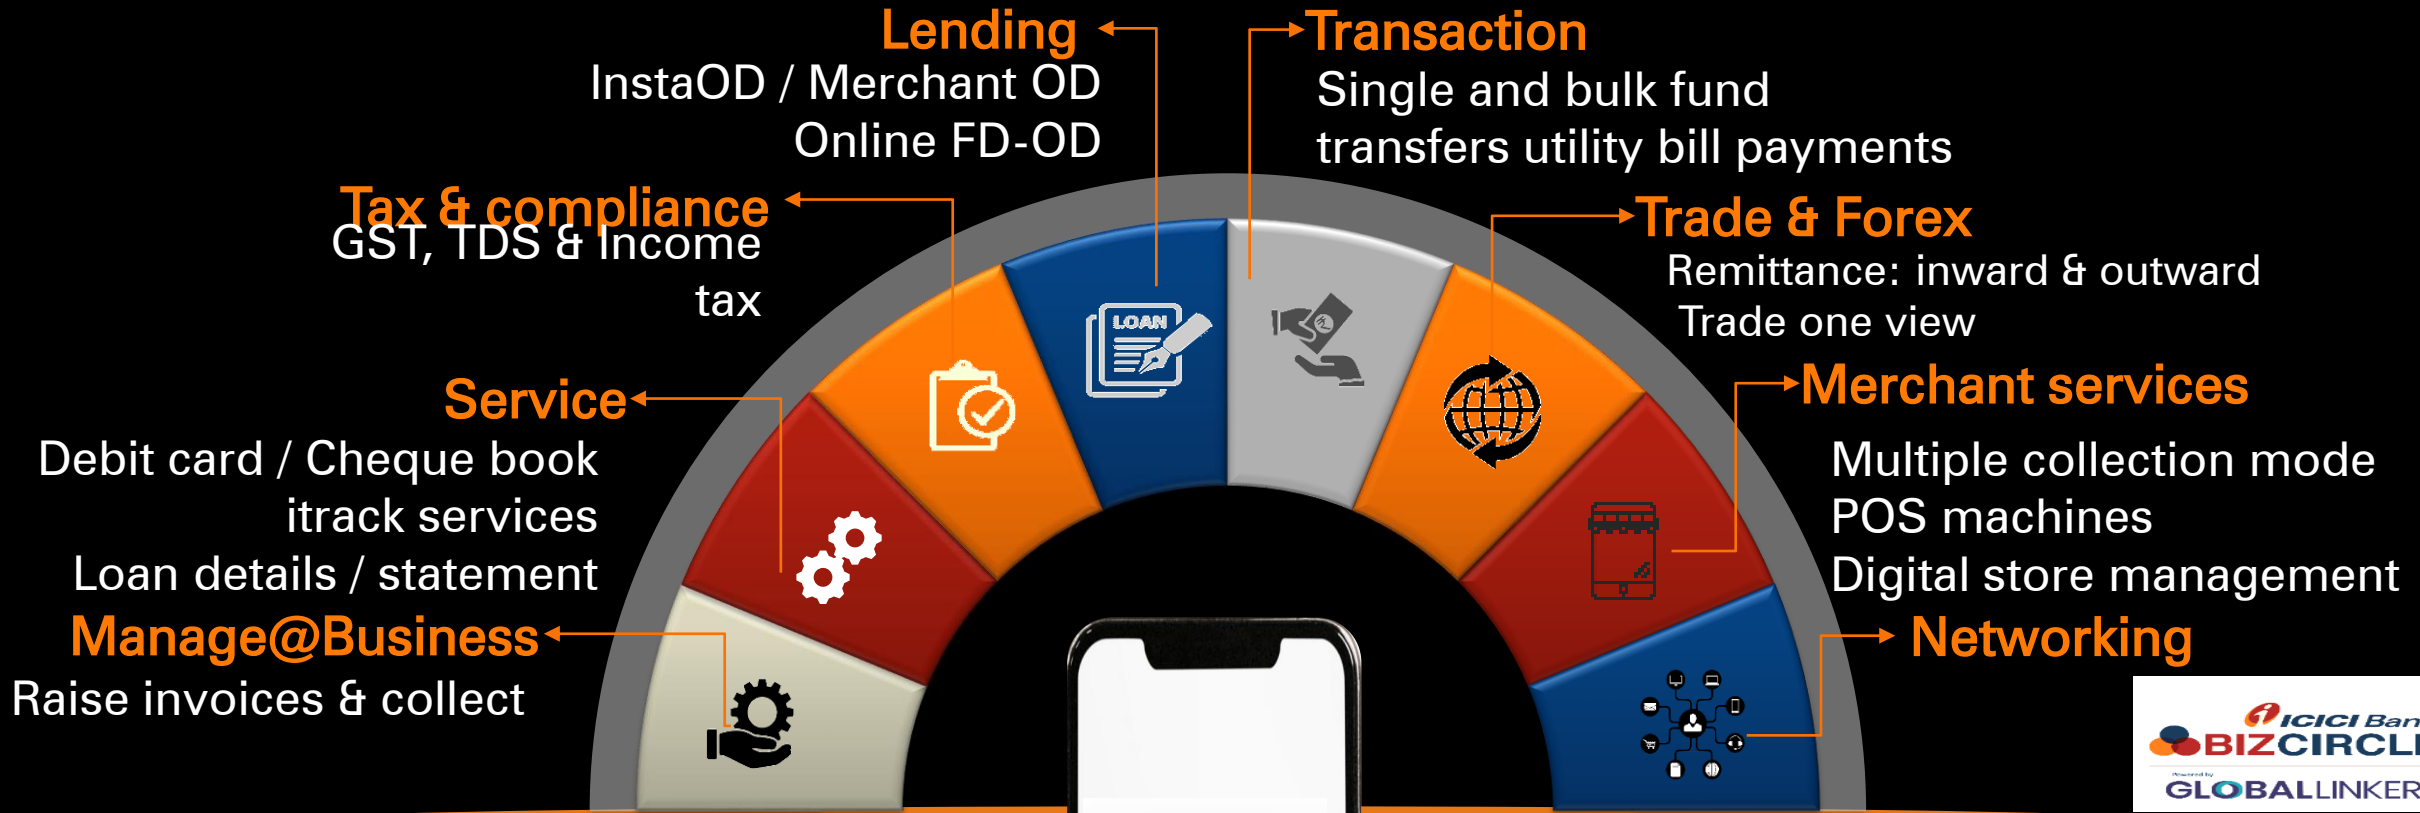 Lending
InstaOD / Merchant OD
Online FD-OD
Transaction
Single and bulk fund
transfers utility bill payments
Tax & compliance
GST, TDS & Income
tax
Trade & Forex
Remittance: inward & outward
Trade one view
Service
Debit card / Cheque book
itrack services
Loan details / statement
Merchant services
Multiple collection mode
POS machines
Digital store management
Manage@Business
Raise invoices & collect
Networking
LOAN
ICICI Ban
BIZCIRCL
Powered by
GLOBALLINKER